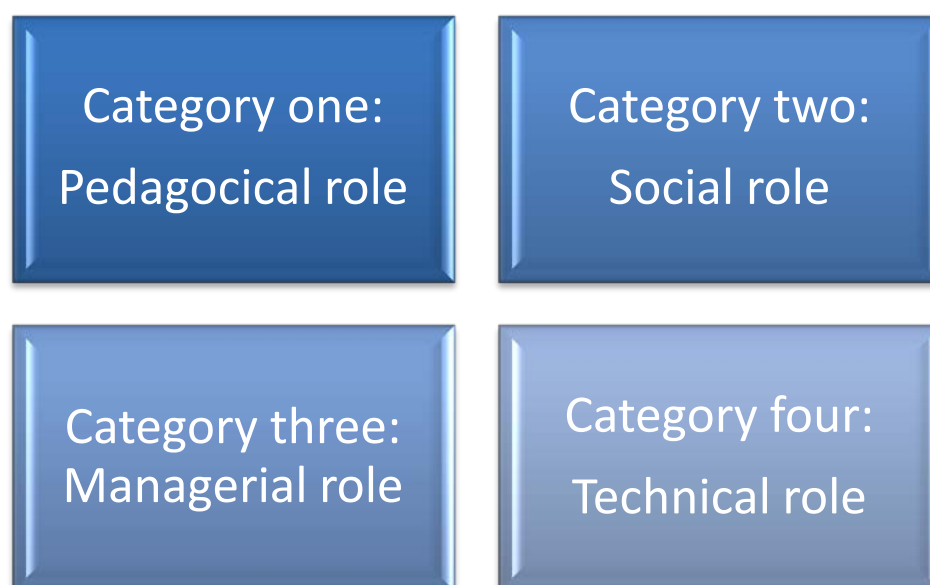 Category one:
Pedagocical role
Category two:
Social role
Category three:
Managerial role
Category four:
Technical role